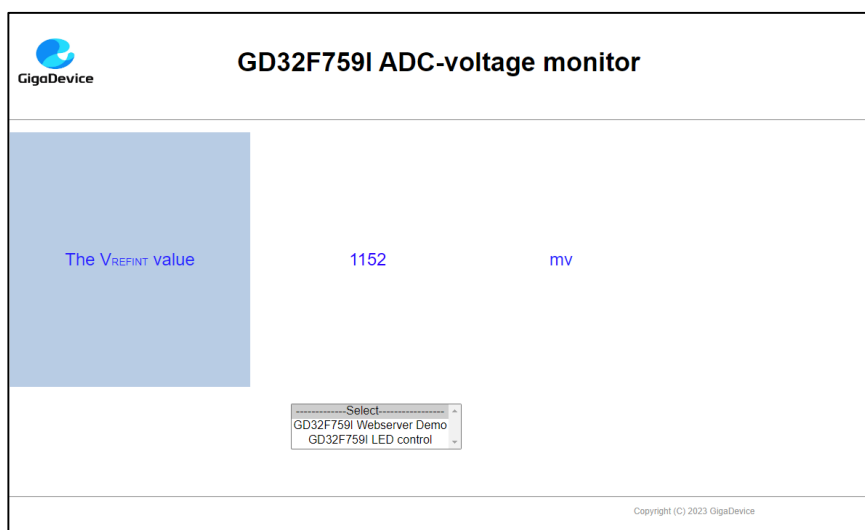 GigaDevice
GD32F759I ADC-voltage monitor
The VREFINT value 1152 mv
-------------Select----------------
GD32F759I Webserver Demo
GD32F759I LED control
Copyright (C) 2023 GigaDevice